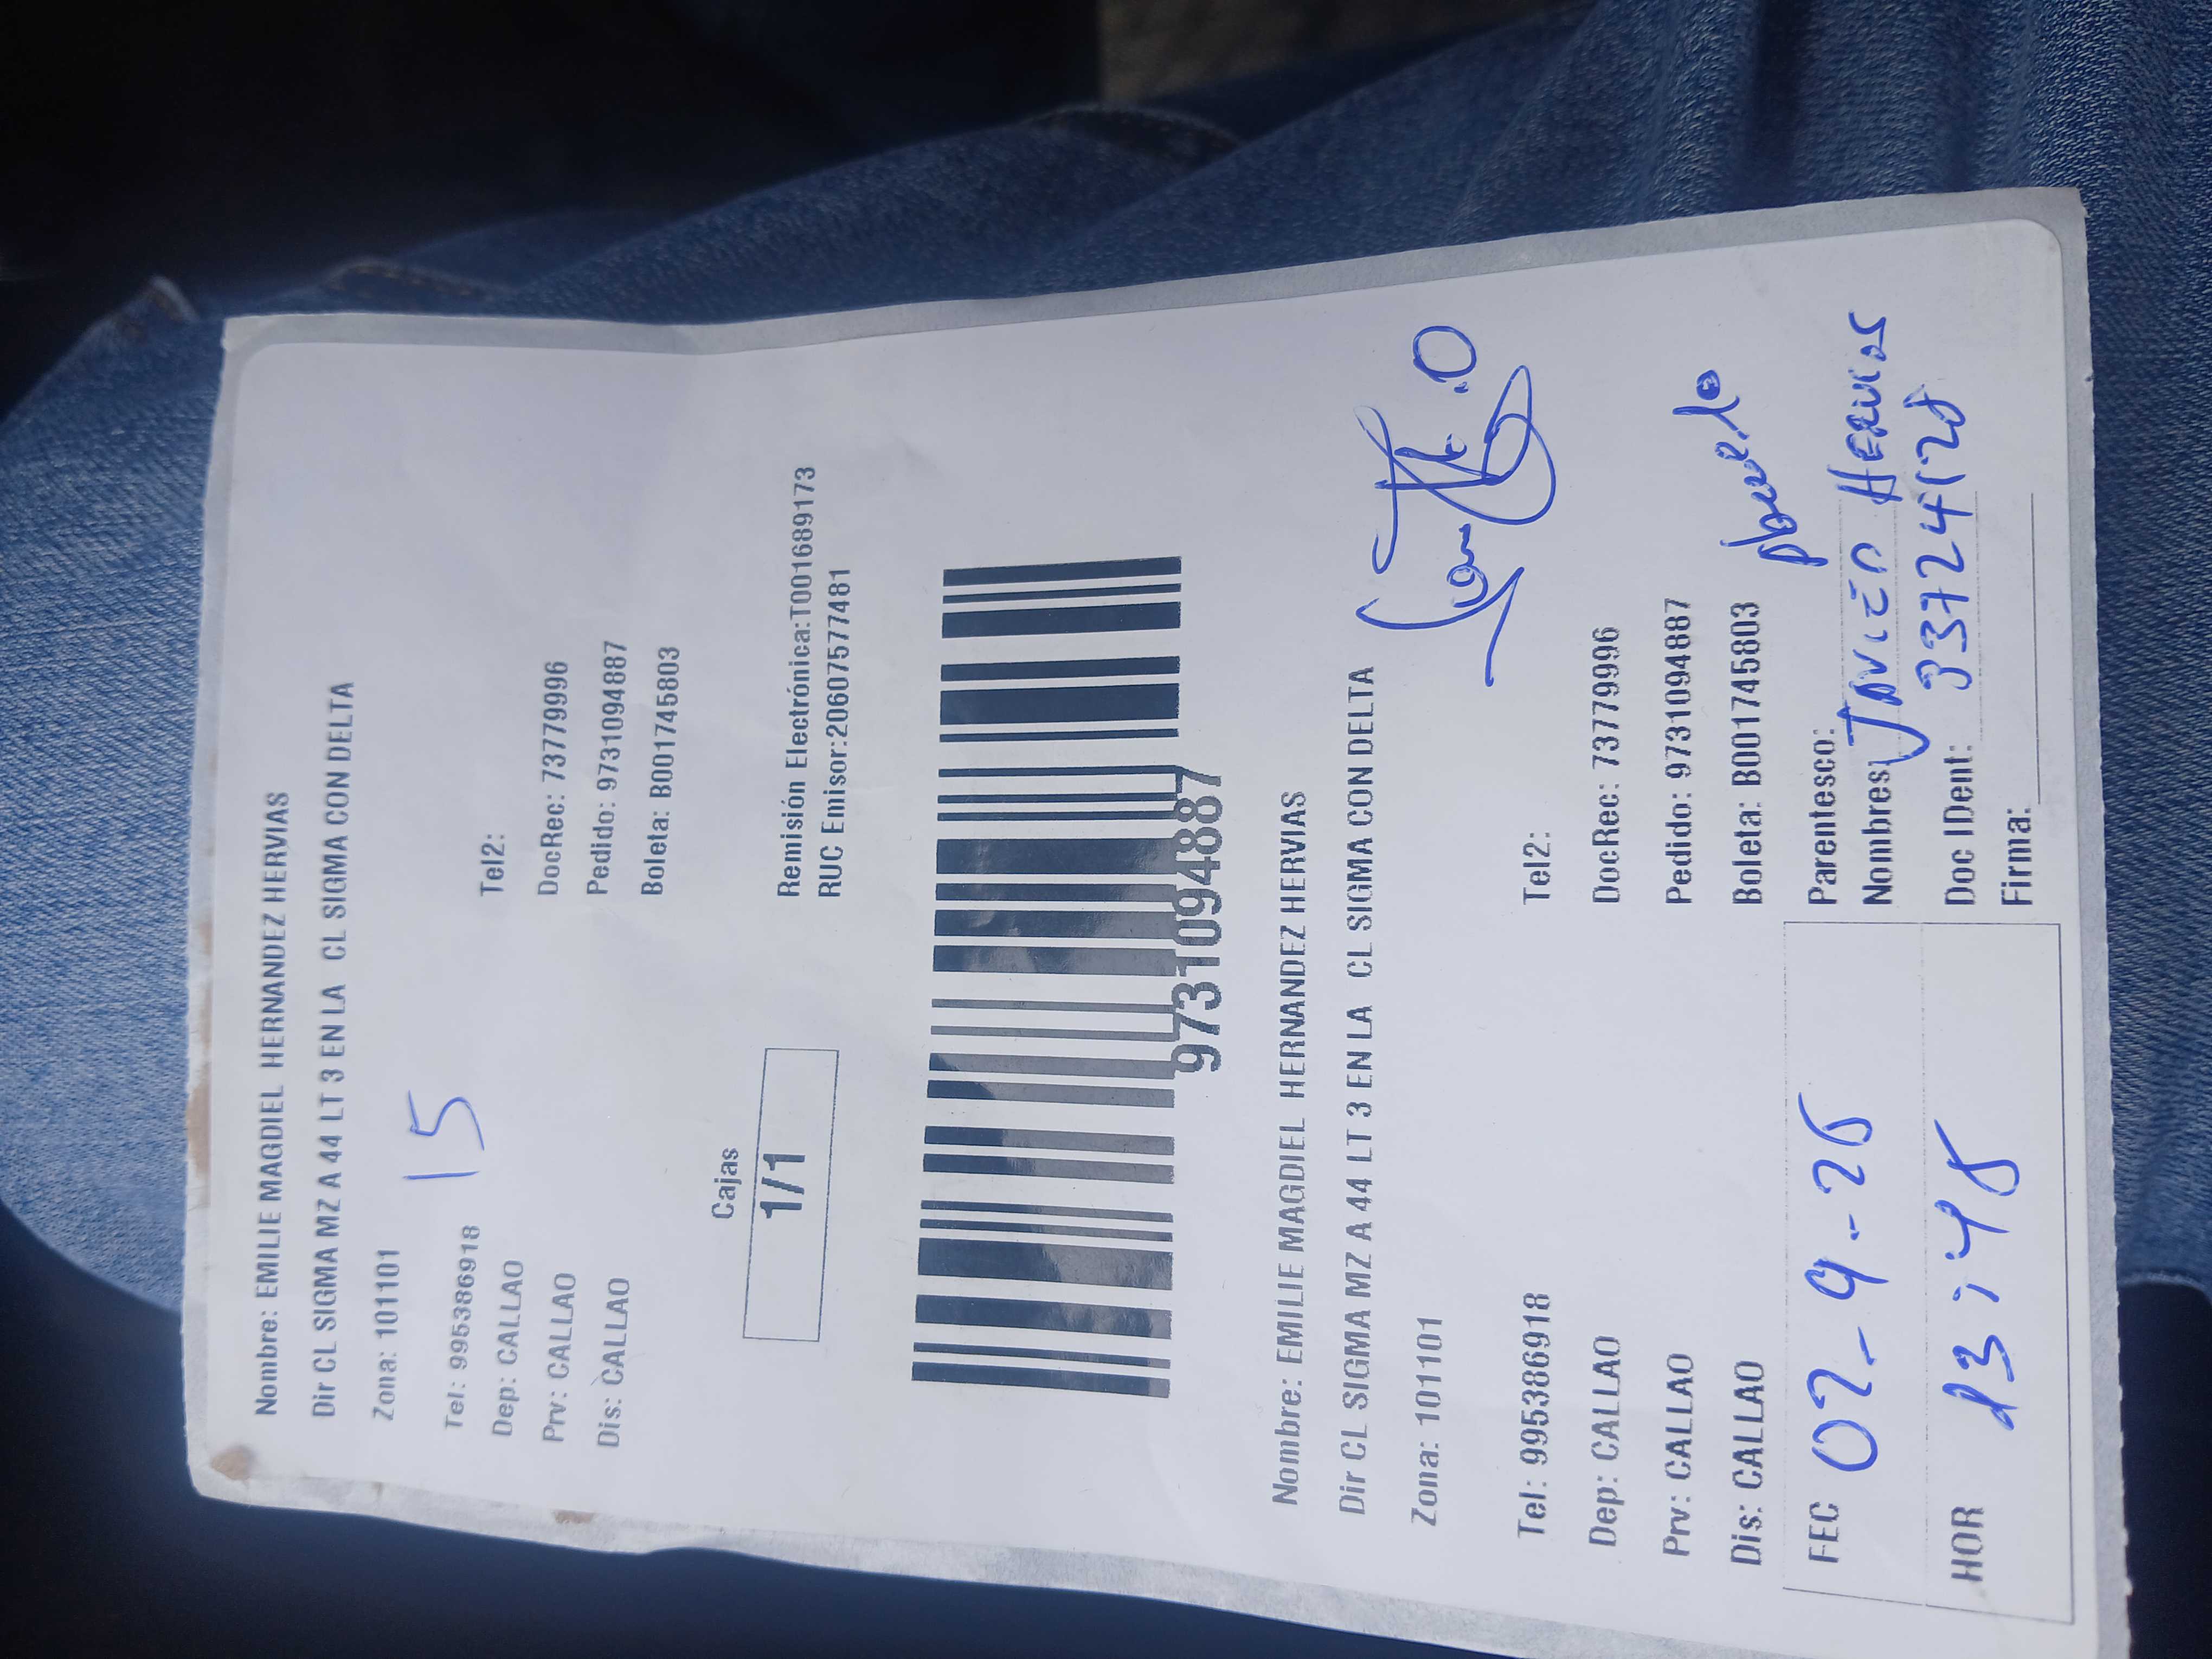 Nombre: EMILIE MAGDIEL HERNANDEZ HERVIAS
Dir CL SIGMA MZ A 44 LT 3 EN LA CL SIGMA CON DELTA
Zona: 101101
15
Tel: 995386918 Tel2:
Dep: CALLAO DocRec: 73779996
Prv: CALLAO Pedido: 9731094887
Dis: CALLAO Boleta: B001745803
Cajas
1/1
Remisión Electrónica:T001689173
RUC Emisor:20607577481
9731094887
Nombre: EMILIE MAGDIEL HERNANDEZ HERVIAS
Dir CL SIGMA MZ A 44 LT 3 EN LA CL SIGMA CON DELTA
Zona: 101101
Tel: 995386918 Tel2:
Dep: CALLAO DocRec: 73779996
Prv: CALLAO Pedido: 9731094887
Dis: CALLAO Boleta: B001745803
FEC 02-9-25
Parentesco: Abuelo
Nombres: JAVIER HERVIAS
HOR 13:48
Doc IDent:
Firma: